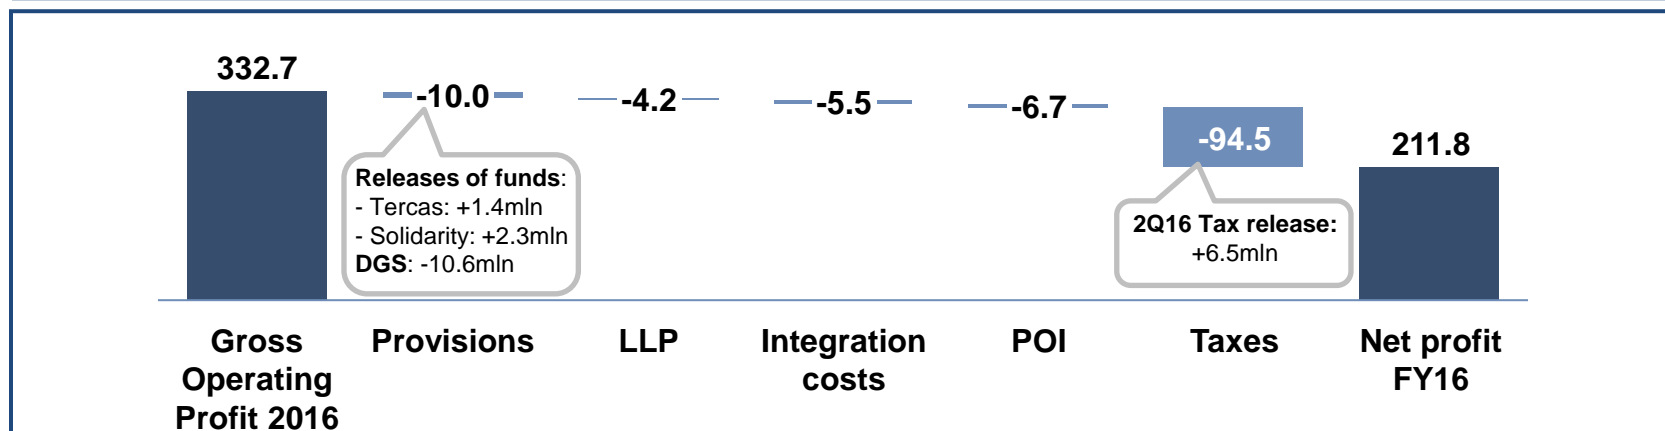 332.7
-10.0
-4.2
-5.5
-6.7
-94.5
211.8
Releases of funds:
- Tercas: +1.4mln
- Solidarity: +2.3mln
DGS: -10.6mln
2Q16 Tax release:
+6.5mln
Gross
Operating
Profit 2016
Provisions
LLP
Integration
costs
POI
Taxes
Net profit
FY16